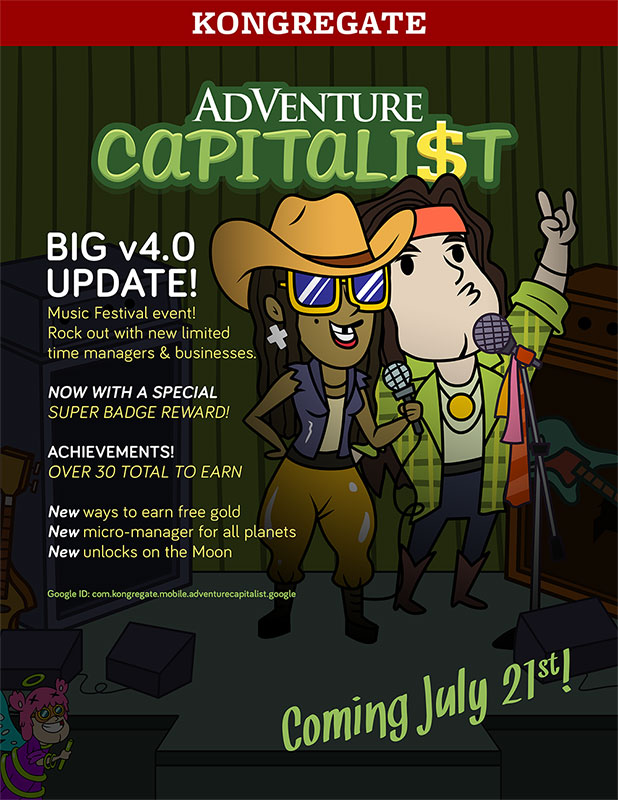 KONGREGATE
ADVENTURE
CAPITALI$T
BIG v4.0
UPDATE!
Music Festival event!
Rock out with new limited
time managers & businesses.
NOW WITH A SPECIAL
SUPER BADGE REWARD!
ACHIEVEMENTS!
OVER 30 TOTAL TO EARN
New ways to earn free gold
New micro-manager for all planets
New unlocks on the Moon
Google ID: com.kongregate.mobile.adventurecapitalist.google
Coming July 21st!